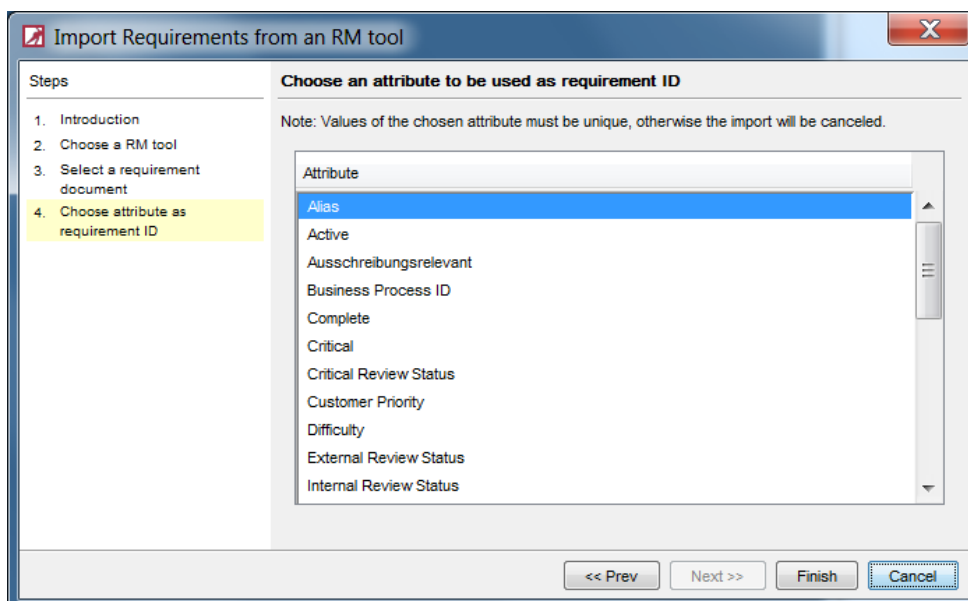 Import Requirements from an RM tool
X
Steps
1. Introduction
2. Choose a RM tool
3. Select a requirement
document
4. Choose attribute as
requirement ID
Choose an attribute to be used as requirement ID
Note: Values of the chosen attribute must be unique, otherwise the import will be canceled.
Attribute
Alias
Active
Ausschreibungsrelevant
Business Process ID
Complete
Critical
Critical Review Status
Customer Priority
Difficulty
External Review Status
Internal Review Status
<< Prev
Next >>
Finish
Cancel